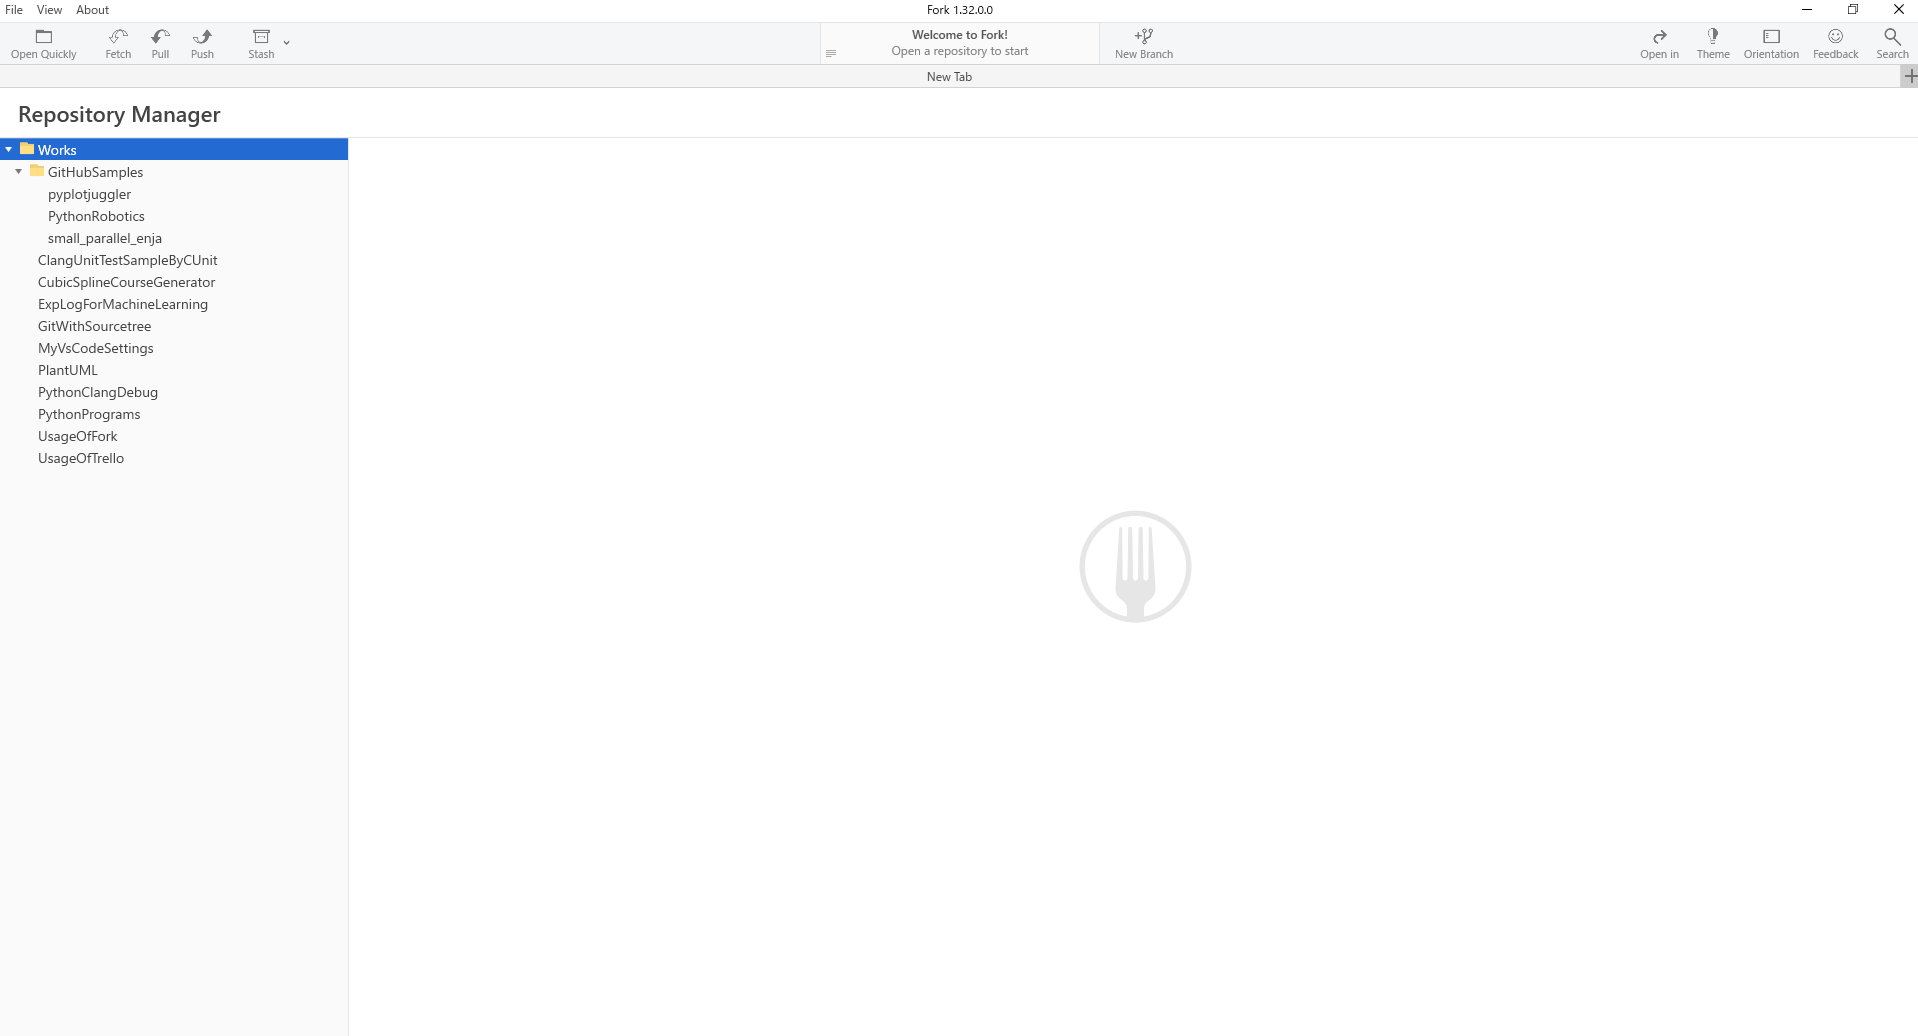 File View About
Fork 1.32.0.0
Open Quickly Fetch Pull Push Stash
Welcome to Fork!
Open a repository to start
New Branch
Open in Theme Orientation Feedback Search
New Tab
Repository Manager
Works
GitHubSamples
pyplotjuggler
PythonRobotics
small_parallel_enja
ClangUnitTestSampleByCUnit
CubicSplineCourseGenerator
ExpLogForMachineLearning
GitWithSourcetree
MyVsCodeSettings
PlantUML
PythonClangDebug
PythonPrograms
UsageOfFork
UsageOfTrello